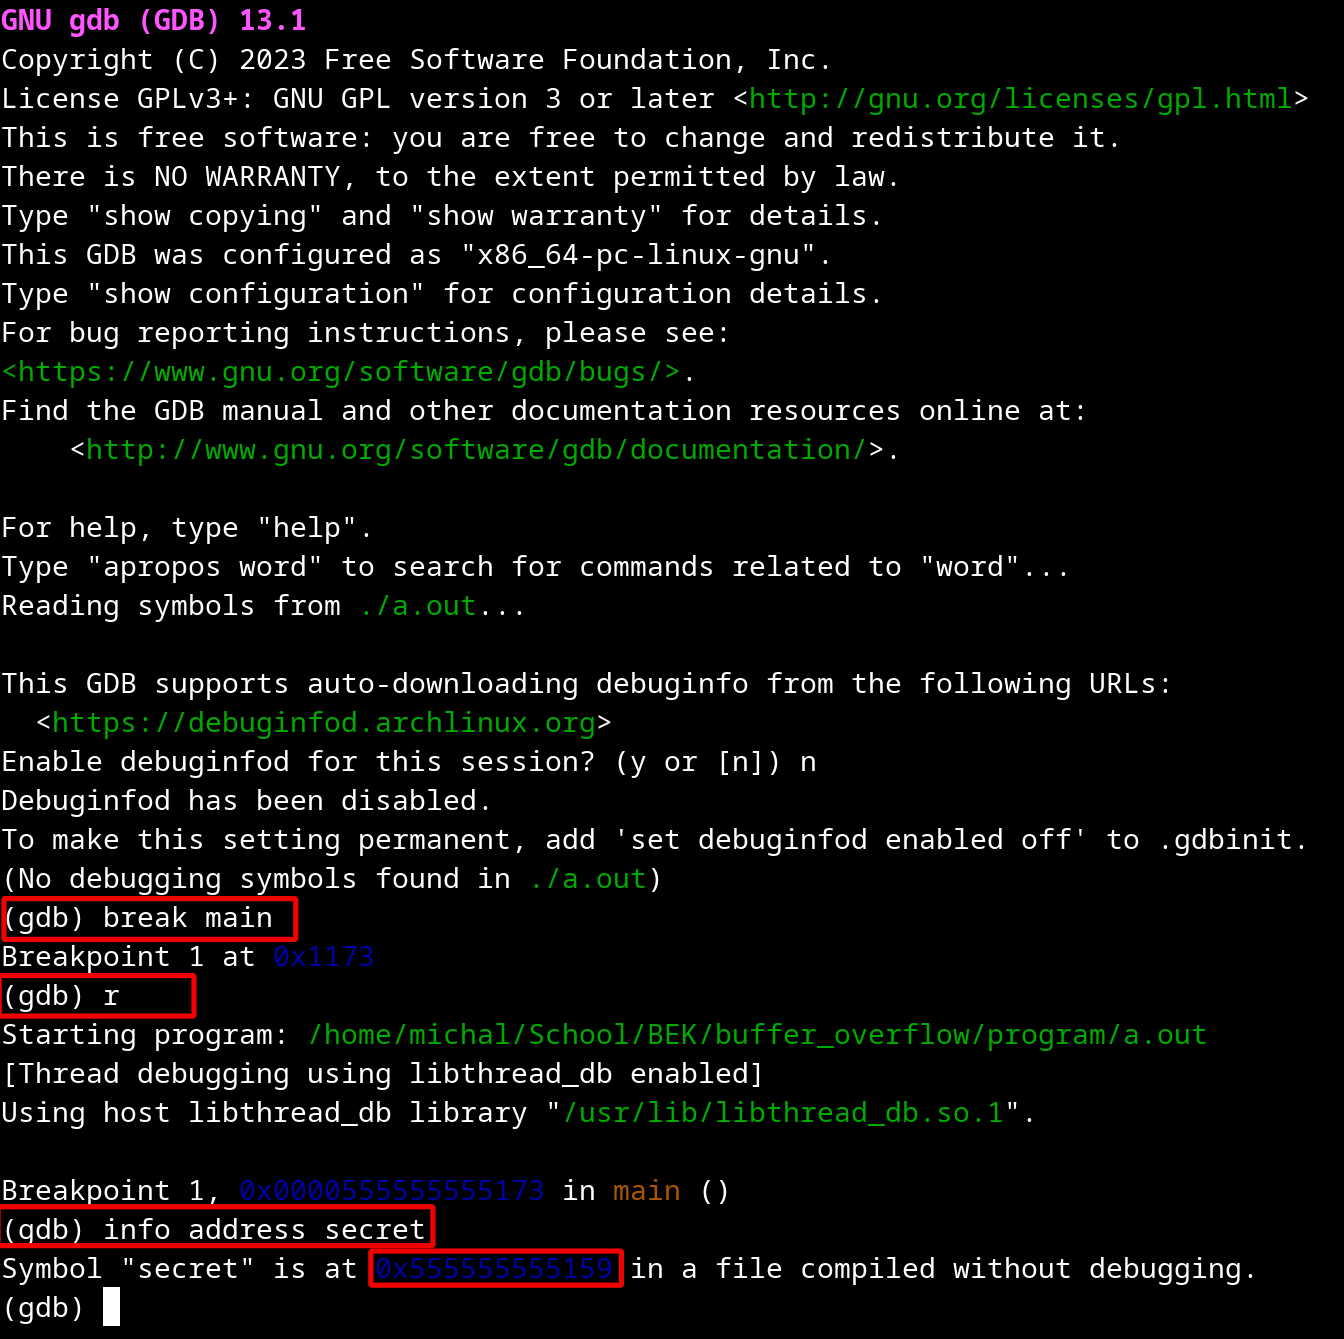 GNU gdb (GDB) 13.1
Copyright (C) 2023 Free Software Foundation, Inc.
License GPLv3+: GNU GPL version 3 or later <http://gnu.org/licenses/gpl.html>
This is free software: you are free to change and redistribute it.
There is NO WARRANTY, to the extent permitted by law.
Type "show copying" and "show warranty" for details.
This GDB was configured as "x86_64-pc-linux-gnu".
Type "show configuration" for configuration details.
For bug reporting instructions, please see:
<https://www.gnu.org/software/gdb/bugs/>.
Find the GDB manual and other documentation resources online at:
    <http://www.gnu.org/software/gdb/documentation/>.

For help, type "help".
Type "apropos word" to search for commands related to "word"...
Reading symbols from ./a.out...

This GDB supports auto-downloading debuginfo from the following URLs:
  <https://debuginfod.archlinux.org>
Enable debuginfod for this session? (y or [n]) n
Debuginfod has been disabled.
To make this setting permanent, add 'set debuginfod enabled off' to .gdbinit.
(No debugging symbols found in ./a.out)
(gdb) break main
Breakpoint 1 at 0x1173
(gdb) r
Starting program: /home/michal/School/BEK/buffer_overflow/program/a.out
[Thread debugging using libthread_db enabled]
Using host libthread_db library "/usr/lib/libthread_db.so.1".

Breakpoint 1, 0x0000555555555173 in main ()
(gdb) info address secret
Symbol "secret" is at 0x555555555159 in a file compiled without debugging.
(gdb)